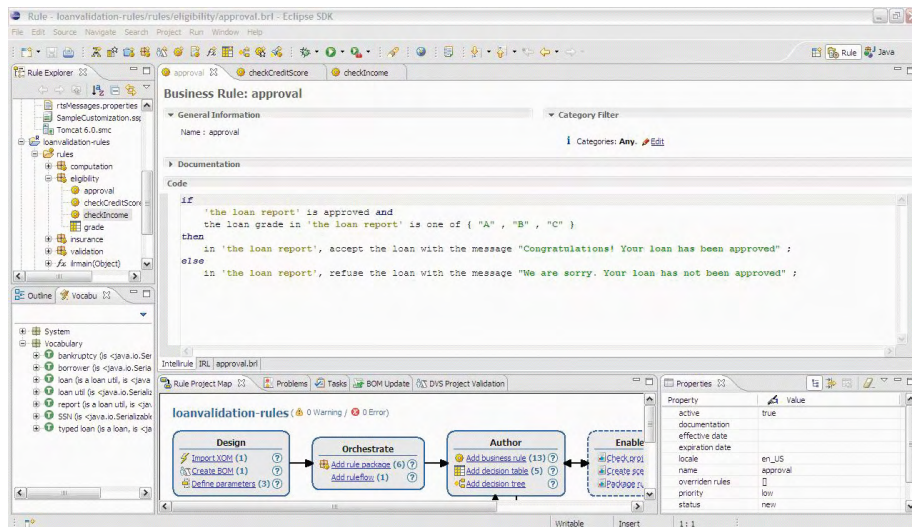 Rule - loanvalidation-rules/rules/eligibility/approval.brl - Eclipse SDK
File Edit Source Navigate Search Project Run Window Help
Rule Java
Rule Explorer
rtsMessages.properties
SampleCustomization.ssp
Tomcat 6.0.smc
loanvalidation-rules
rules
computation
eligibility
approval
checkCreditScore
checkIncome
grade
insurance
validation
ilrmain(Object)
Outline Vocabu
System
Vocabulary
bankruptcy (is <java.io.Ser
borrower (is <java.io.Seria
loan (is a loan util, is <java
loan util (is <java.io.Serializ
report (is a loan util, is <jav
SSN (is <java.io.Serializable
typed loan (is a loan, is <ja
approval checkCreditScore checkIncome
Business Rule: approval
General Information
Name : approval
Category Filter
Categories: Any. Edit
Documentation
Code
if
'the loan report' is approved and
the loan grade in 'the loan report' is one of { "A" , "B" , "C" }
then
in 'the loan report', accept the loan with the message "Congratulations! Your loan has been approved" ;
else
in 'the loan report', refuse the loan with the message "We are sorry. Your loan has not been approved" ;
Intellirule IRL approval.brl
Rule Project Map Problems Tasks BOM Update DVS Project Validation
loanvalidation-rules ( 0 Warning / 0 Error)
Design
Import XOM (1) ?
Create BOM (1) ?
Define parameters (3) ?
Orchestrate
Add rule package (6) ?
Add ruleflow (1) ?
Author
Add business rule (13) ?
Add decision table (5) ?
Add decision tree ?
Enable
Check proj
Create sce
Package ru
Properties
Property Value
active true
documentation
effective date
expiration date
locale en_US
name approval
overriden rules []
priority low
status new
Writable Insert 1 : 1